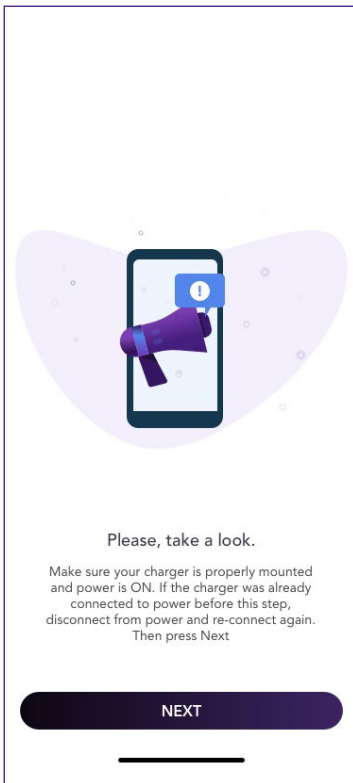 Please, take a look.
Make sure your charger is properly mounted
and power is ON. If the charger was already
connected to power before this step,
disconnect from power and re-connect again.
Then press Next
NEXT